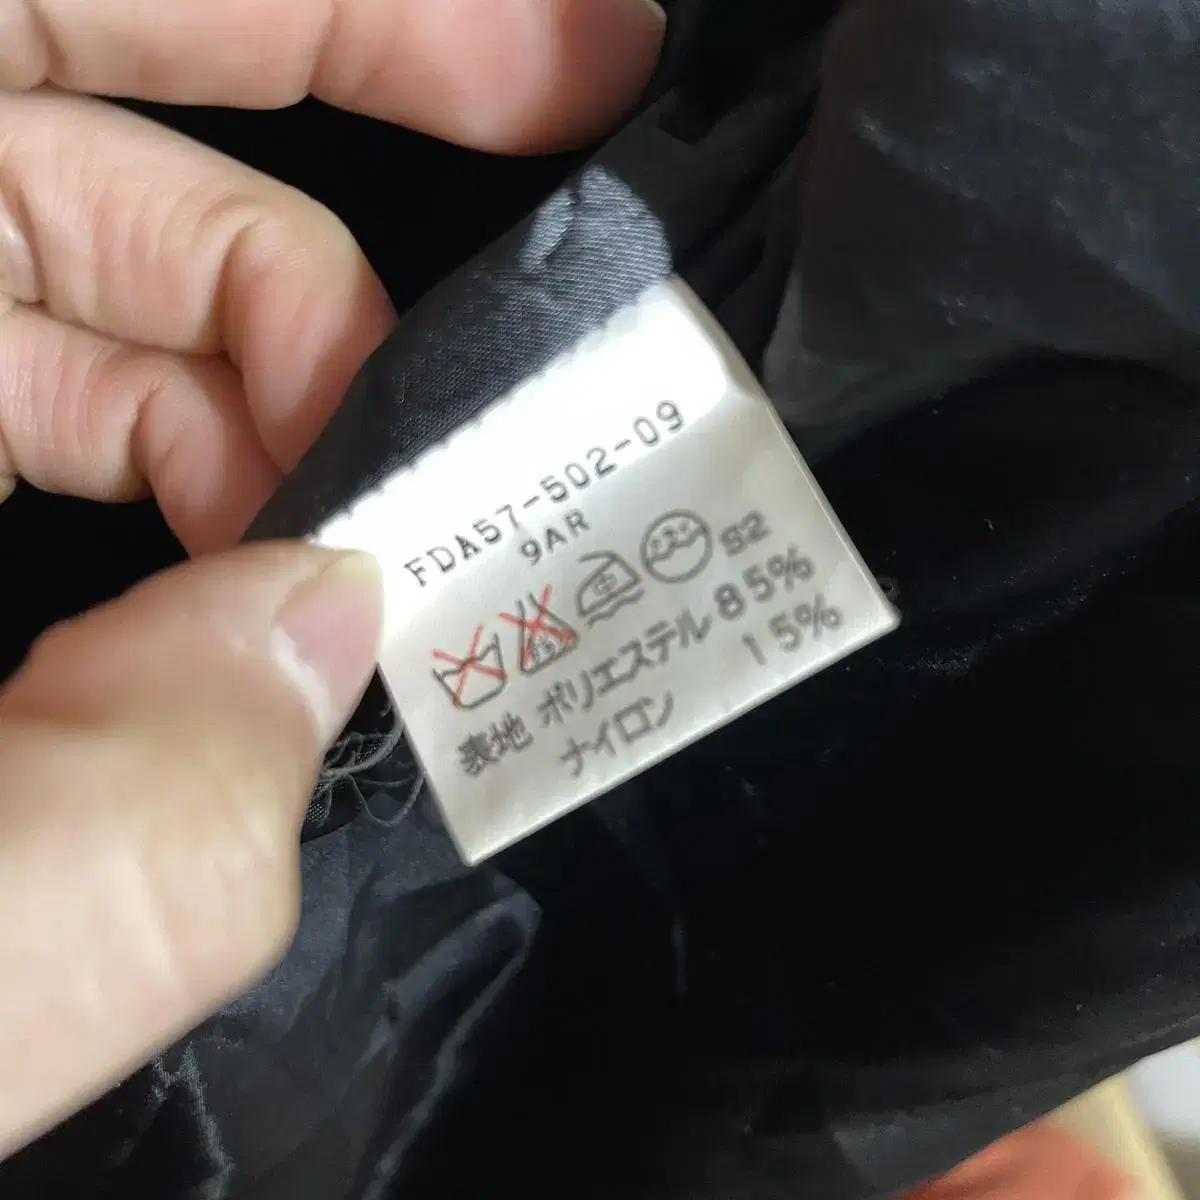 FDA57-502-09
9AR
S2
表地 ポリエステル 85%
ナイロン 15%